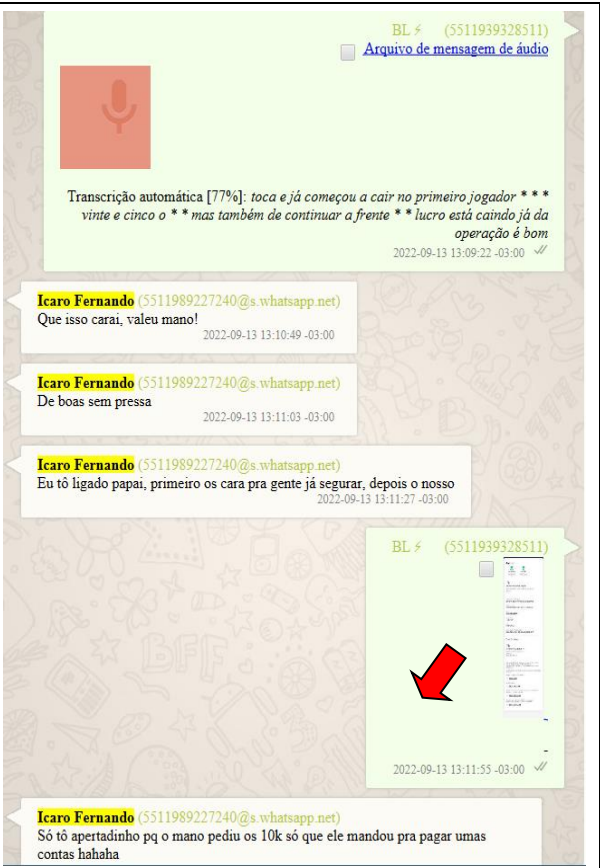 BL ⚡ (5511939328511)
Arquivo de mensagem de áudio
Transcrição automática [77%]: toca e já começou a cair no primeiro jogador * * *
vinte e cinco o * * mas também de continuar a frente * * lucro está caindo já da
operação é bom
2022-09-13 13:09:22 -03:00
Icaro Fernando (5511989227240@s.whatsapp.net)
Que isso carai, valeu mano!
2022-09-13 13:10:49 -03:00
Icaro Fernando (5511989227240@s.whatsapp.net)
De boas sem pressa
2022-09-13 13:11:03 -03:00
Icaro Fernando (5511989227240@s.whatsapp.net)
Eu tô ligado papai, primeiro os cara pra gente já segurar, depois o nosso
2022-09-13 13:11:27 -03:00
BL ⚡ (5511939328511)
2022-09-13 13:11:55 -03:00
Icaro Fernando (5511989227240@s.whatsapp.net)
Só tô apertadinho pq o mano pediu os 10k só que ele mandou pra pagar umas
contas hahaha